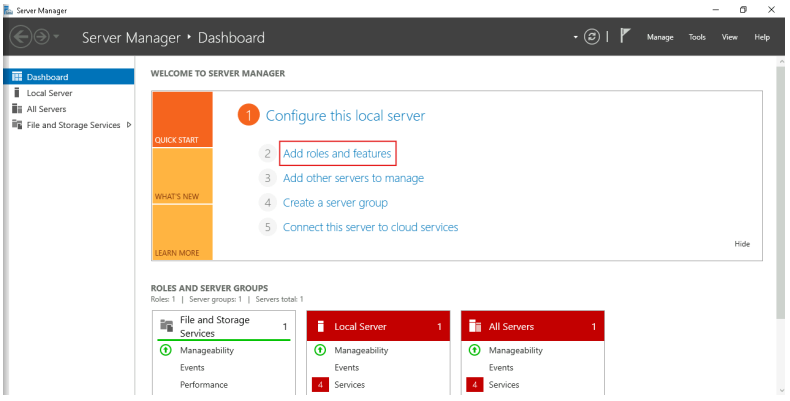 Server Manager
Server Manager • Dashboard
Manage Tools View Help
Dashboard
Local Server
All Servers
File and Storage Services
WELCOME TO SERVER MANAGER
QUICK START
WHAT'S NEW
LEARN MORE
1 Configure this local server
2 Add roles and features
3 Add other servers to manage
4 Create a server group
5 Connect this server to cloud services
Hide
ROLES AND SERVER GROUPS
Roles: 1 | Server groups: 1 | Servers total: 1
File and Storage
Services 1
Manageability
Events
Performance
Local Server 1
Manageability
Events
4 Services
All Servers 1
Manageability
Events
4 Services